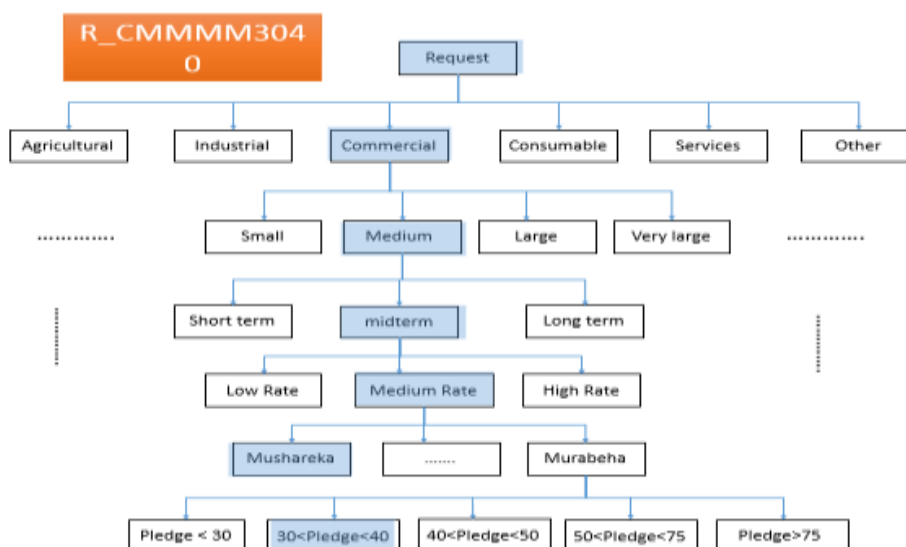 R_CMMMM304
0
Request
Agricultural
Industrial
Commercial
Consumable
Services
Other
.............
Small
Medium
Large
Very large
.............
Short term
midterm
Long term
Low Rate
Medium Rate
High Rate
Mushareka
.......
Murabeha
Pledge < 30
30<Pledge<40
40<Pledge<50
50<Pledge<75
Pledge>75